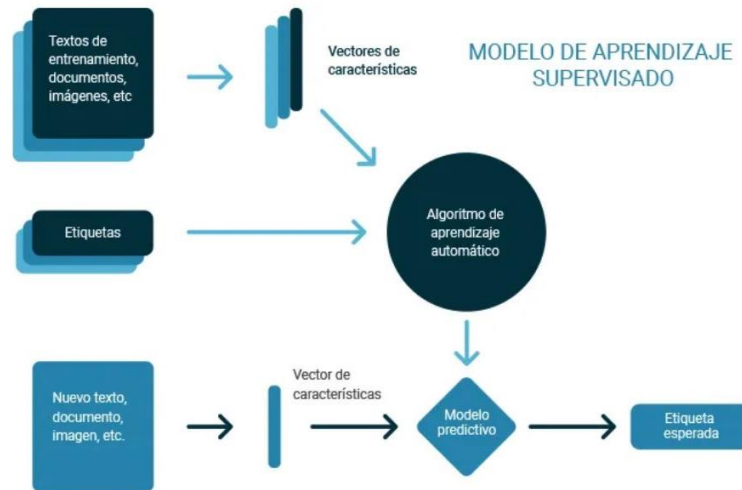 Textos de
entrenamiento,
documentos,
imágenes, etc
Vectores de
característificas
MODELO DE APRENDIZAJE
SUPERVISADO
Etiquetas
Algoritmo de
aprendizaje
automático
Nuevo texto,
documento,
imagen, etc.
Vector de
características
Modelo
predictivo
Etiqueta
esperada